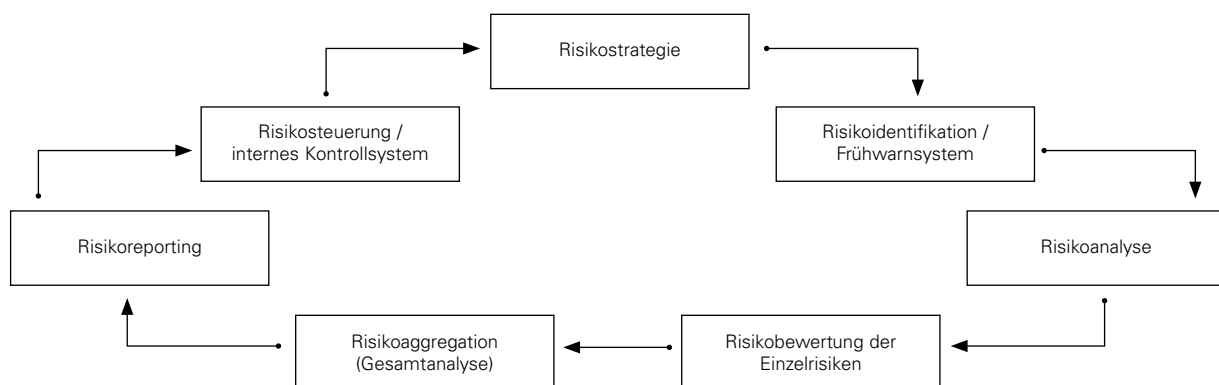 Risikostrategie
Risikosteuerung /
internes Kontrollsystem
Risikoidentifikation /
Frühwarnsystem
Risikoreporting
Risikoanalyse
Risikoaggregation
(Gesamtanalyse)
Risikobewertung der
Einzelrisiken